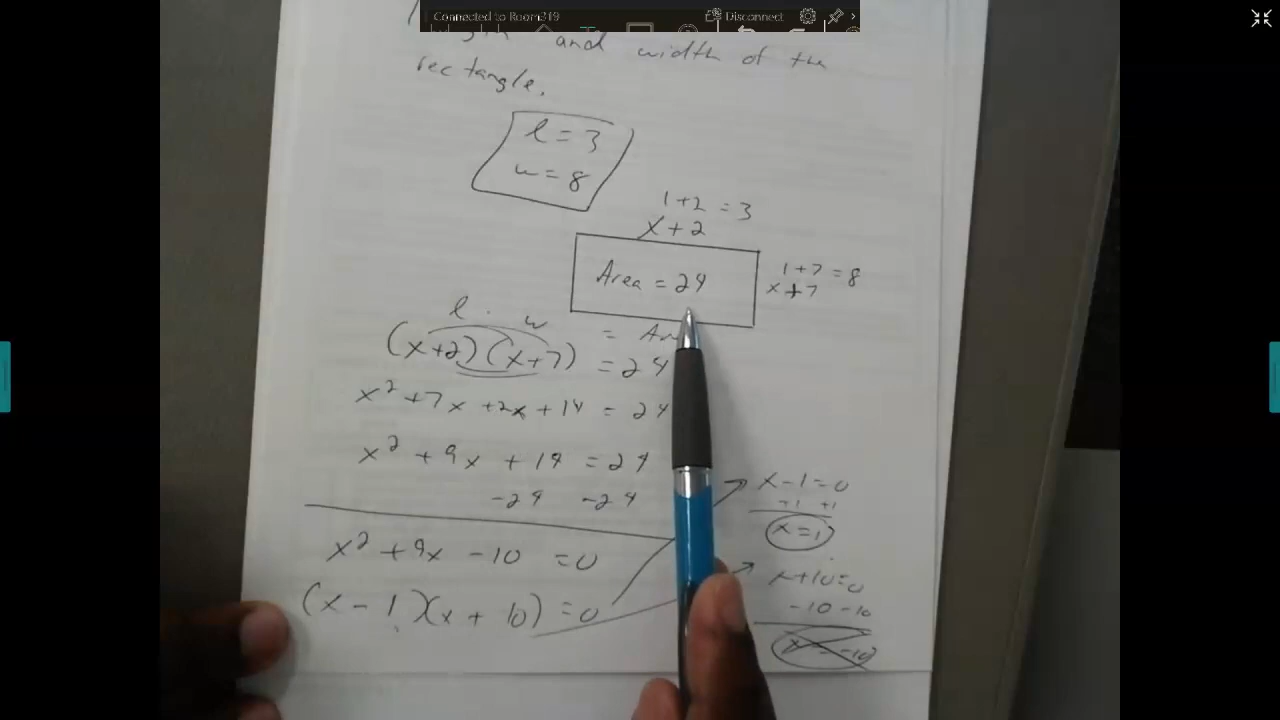 Connected to Room319
Disconnect
and width of the
rectangle.
l = 3
w = 8
1+2 = 3
x+2
Area = 24
1+7 = 8
x+7
l . w =
(x+2)(x+7) = 24
x² +7x +2x +14 = 24
x² + 9x + 14 = 24
-24 -24
x² + 9x - 10 = 0
(x - 1)(x + 10) = 0
x-1=0
+1 +1
x=1
x+10=0
-10 -10
x = -10